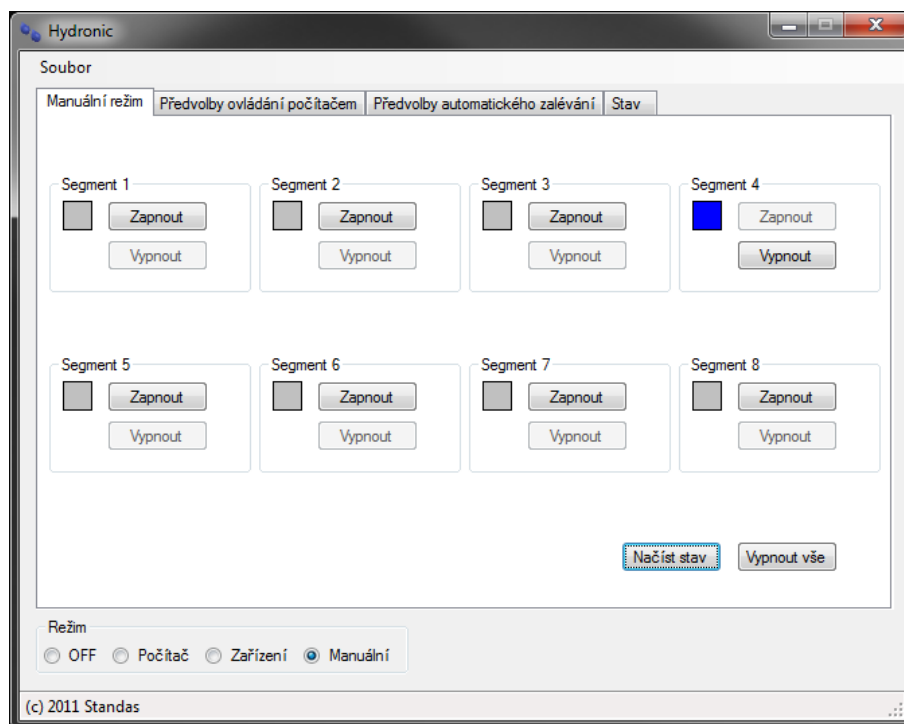 Hydronic
Soubor
Manuální režim Předvolby ovládání počítačem Předvolby automatického zalévání Stav
Segment 1 Segment 2 Segment 3 Segment 4
Zapnout Zapnout Zapnout Zapnout
Vypnout Vypnout Vypnout Vypnout
Segment 5 Segment 6 Segment 7 Segment 8
Zapnout Zapnout Zapnout Zapnout
Vypnout Vypnout Vypnout Vypnout
Načíst stav Vypnout vše
Režim
OFF Počítač Zařízení Manuální
(c) 2011 Standas